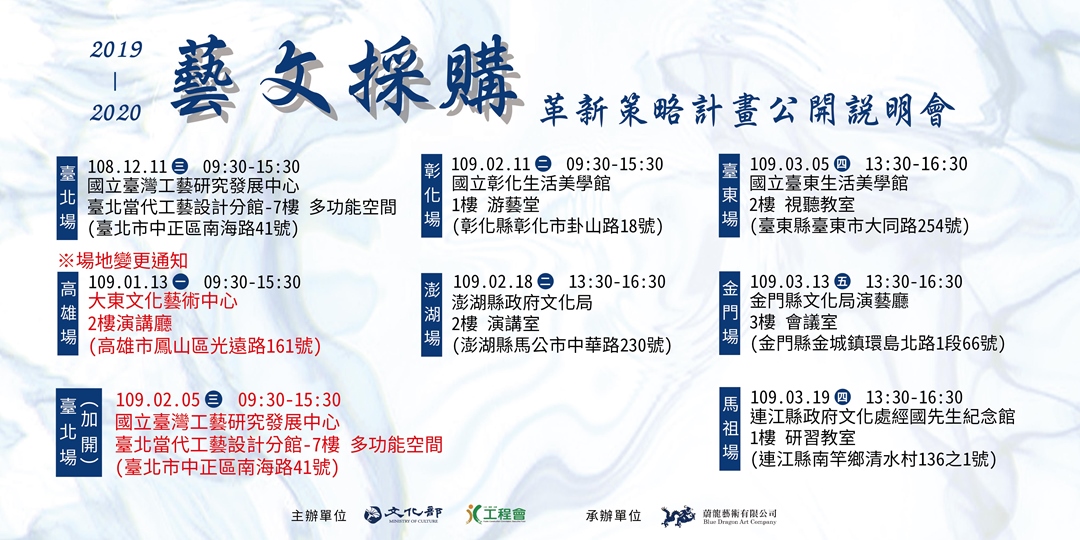 2019
|
2020
藝文採購
革新策略計畫公開說明會
臺北場
108.12.11 三 09:30-15:30
國立臺灣工藝研究發展中心
臺北當代工藝設計分館-7樓 多功能空間
(臺北市中正區南海路41號)
※場地變更通知
高雄場
109.01.13 一 09:30-15:30
大東文化藝術中心
2樓演講廳
(高雄市鳳山區光遠路161號)
臺北場
(加開)
109.02.05 三 09:30-15:30
國立臺灣工藝研究發展中心
臺北當代工藝設計分館-7樓 多功能空間
(臺北市中正區南海路41號)
彰化場
109.02.11 二 09:30-15:30
國立彰化生活美學館
1樓 游藝堂
(彰化縣彰化市卦山路18號)
澎湖場
109.02.18 二 13:30-16:30
澎湖縣政府文化局
2樓 演講室
(澎湖縣馬公市中華路230號)
臺東場
109.03.05 四 13:30-16:30
國立臺東生活美學館
2樓 視聽教室
(臺東縣臺東市大同路254號)
金門場
109.03.13 五 13:30-16:30
金門縣文化局演藝廳
3樓 會議室
(金門縣金城鎮環島北路1段66號)
馬祖場
109.03.19 四 13:30-16:30
連江縣政府文化處經國先生紀念館
1樓 研習教室
(連江縣南竿鄉清水村136之1號)
主辦單位
文化部
MINISTRY OF CULTURE
工程會
承辦單位
蔚龍藝術有限公司
Blue Dragon Art Company